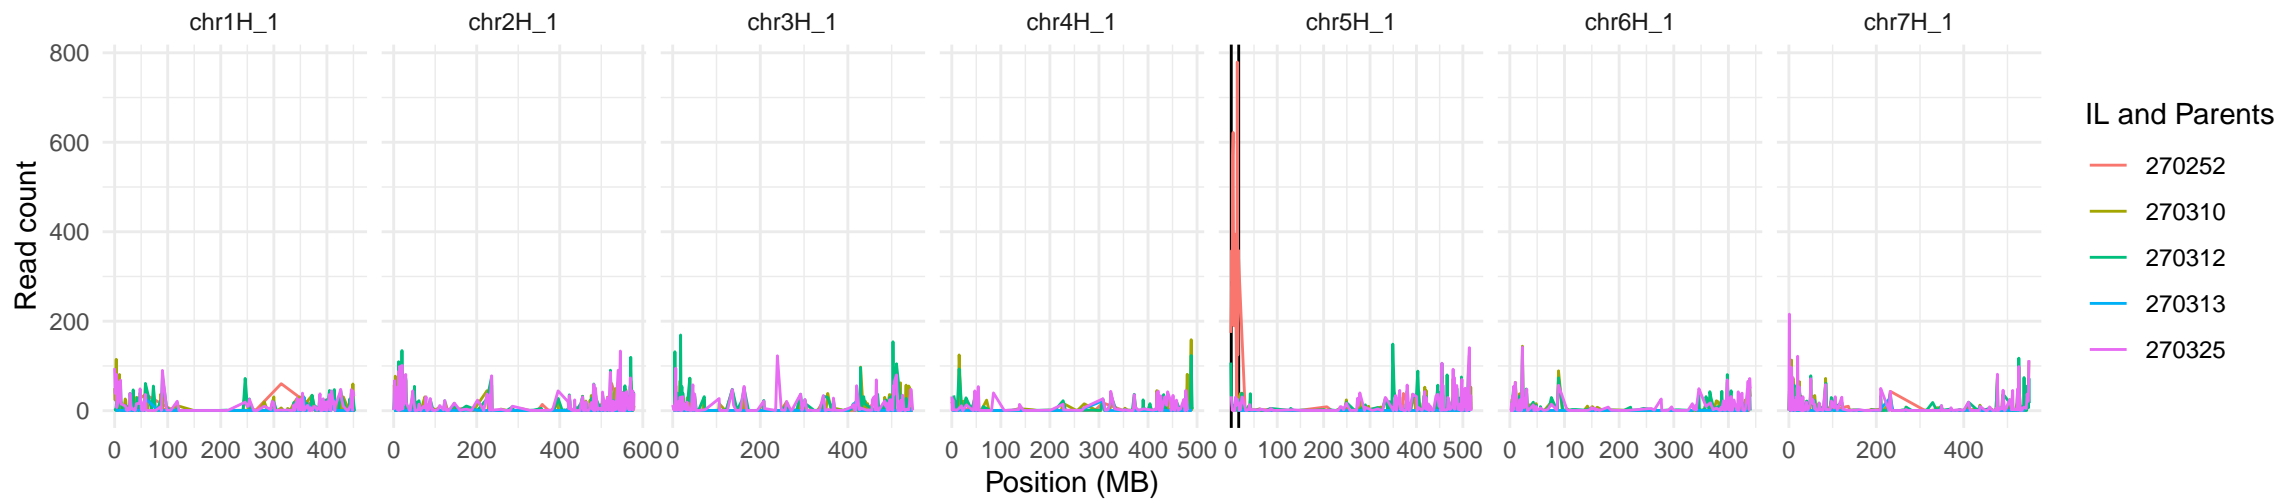 chr1H_1 chr2H_1 chr3H_1 chr4H_1 chr5H_1 chr6H_1 chr7H_1
800
600
400
200
0
Read count
0 100 200 300 400 0 200 400 600 0 200 400 0 100 200 300 400 500 0 100 200 300 400 500 0 100 200 300 400 0 200 400
Position (MB)
IL and Parents
270252
270310
270312
270313
270325